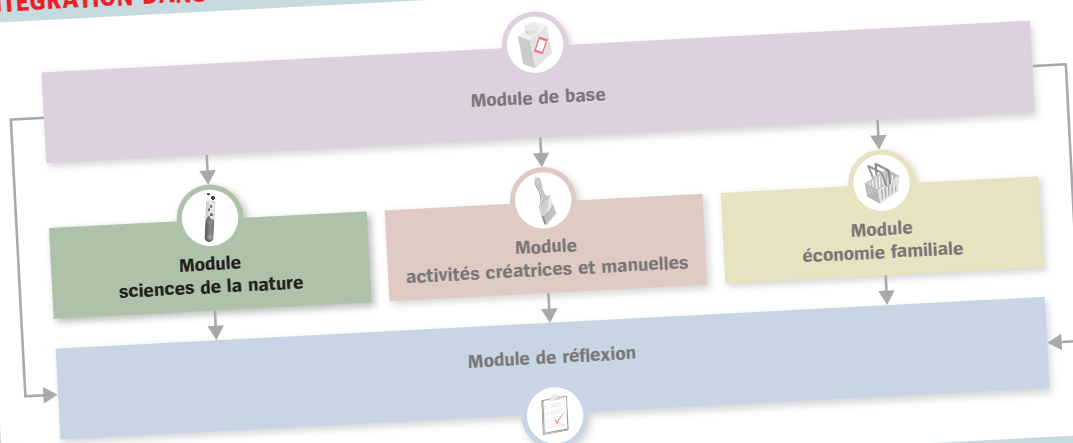 INTÉGRATION DANS
Module de base
Module
sciences de la nature
Module
activités créatrices et manuelles
Module
économie familiale
Module de réflexion